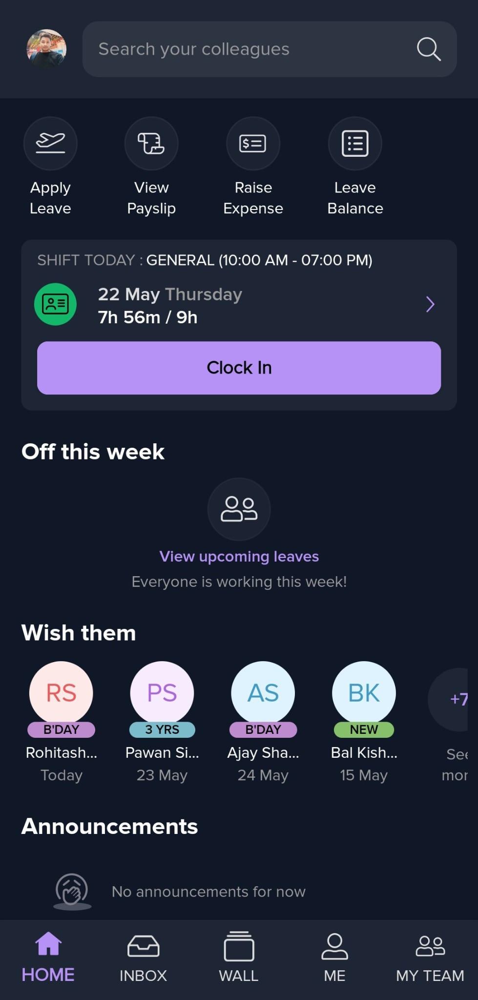 Search your colleagues
Apply
Leave
View
Payslip
Raise
Expense
Leave
Balance
SHIFT TODAY : GENERAL (10:00 AM - 07:00 PM)
22 May Thursday
7h 56m / 9h
Clock In
Off this week
View upcoming leaves
Everyone is working this week!
Wish them
RS
B'DAY
Rohitash...
Today
PS
3 YRS
Pawan Si...
23 May
AS
B'DAY
Ajay Sha...
24 May
BK
NEW
Bal Kish...
15 May
+7
Announcements
No announcements for now
HOME
INBOX
WALL
ME
MY TEAM